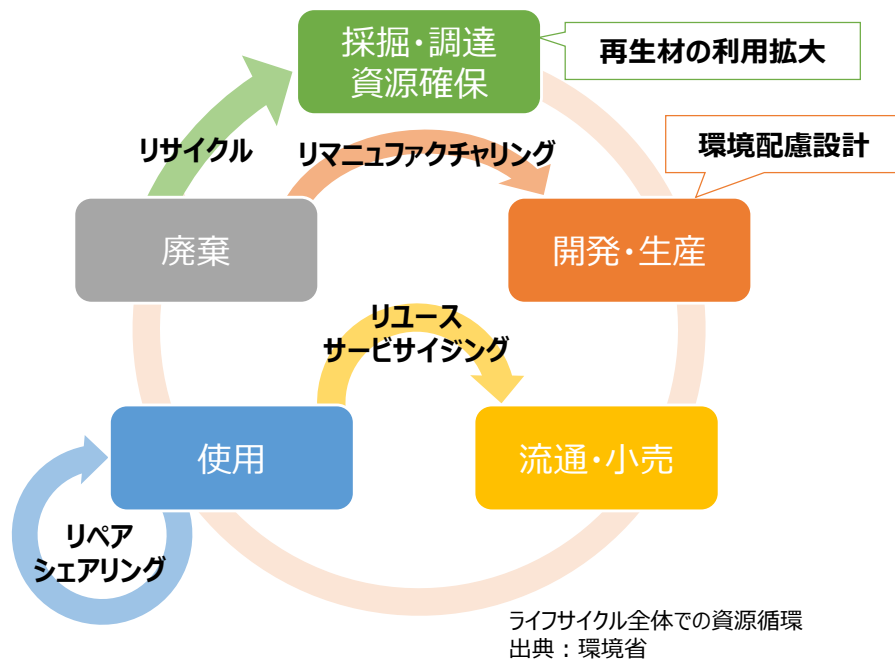 採掘・調達
資源確保
再生材の利用拡大
リサイクル
リマニュファクチャリング
環境配慮設計
廃棄
開発・生産
リユース
サービサイジング
使用
流通・小売
リペア
シェアリング
ライフサイクル全体での資源循環
出典：環境省